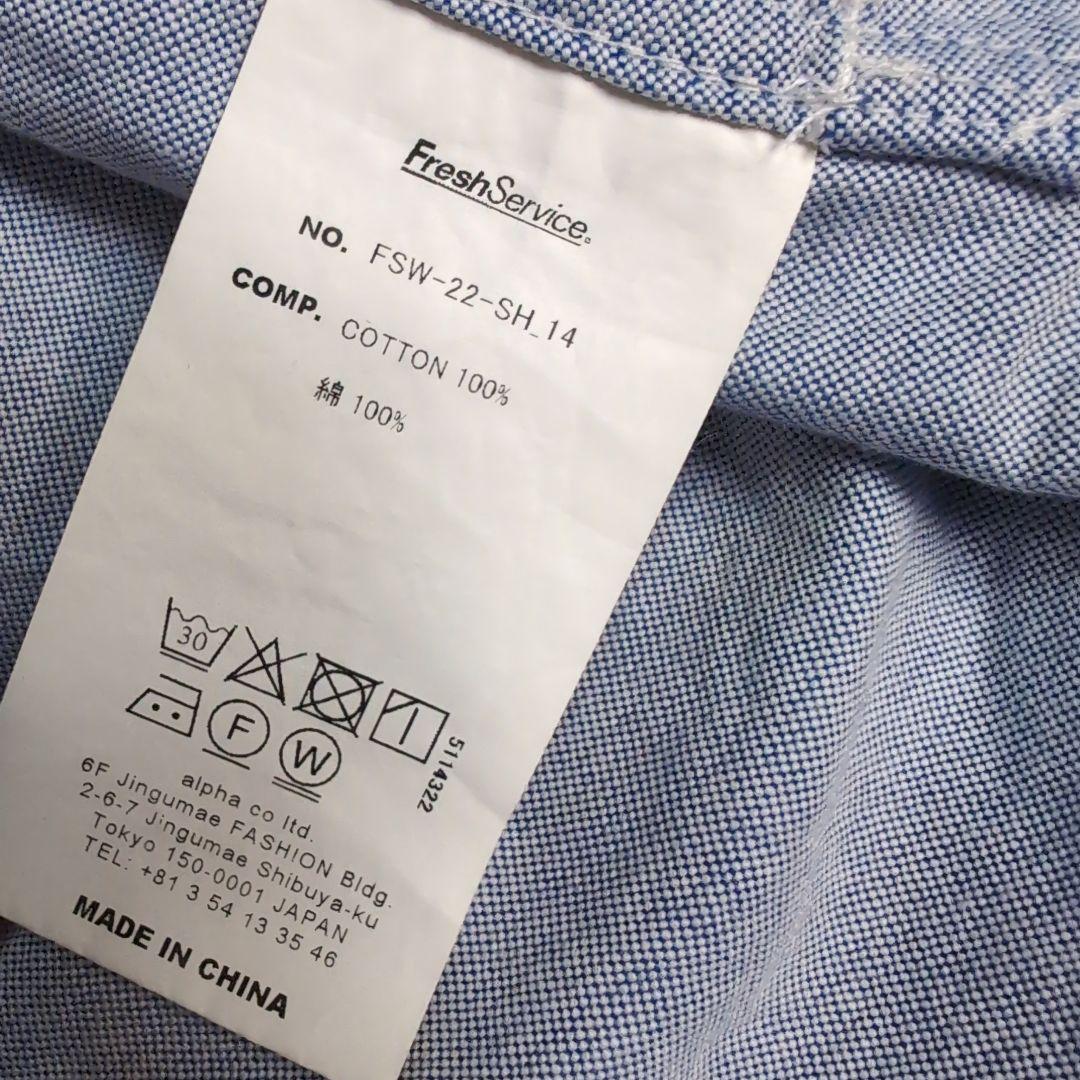 FreshService®
NO. FSW-22-SH_14
COMP. COTTON 100%
綿 100%
30
F W
5114322
alpha co ltd.
6F Jingumae FASHION Bldg.
2-6-7 Jingumae Shibuya-ku
Tokyo 150-0001 JAPAN
TEL: +81 3 54 13 35 46
MADE IN CHINA